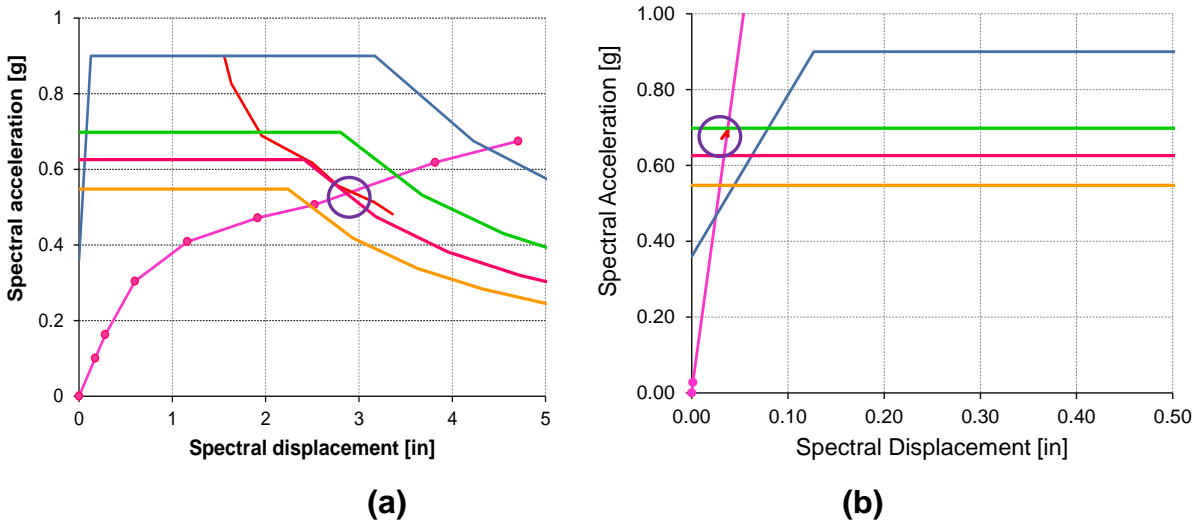 1
0.8
0.6
0.4
0.2
0
0 1 2 3 4 5
Spectral acceleration [g]
Spectral displacement [in]
(a)
1.00
0.80
0.60
0.40
0.20
0.00
0.00 0.10 0.20 0.30 0.40 0.50
Spectral Acceleration [g]
Spectral Displacement [in]
(b)